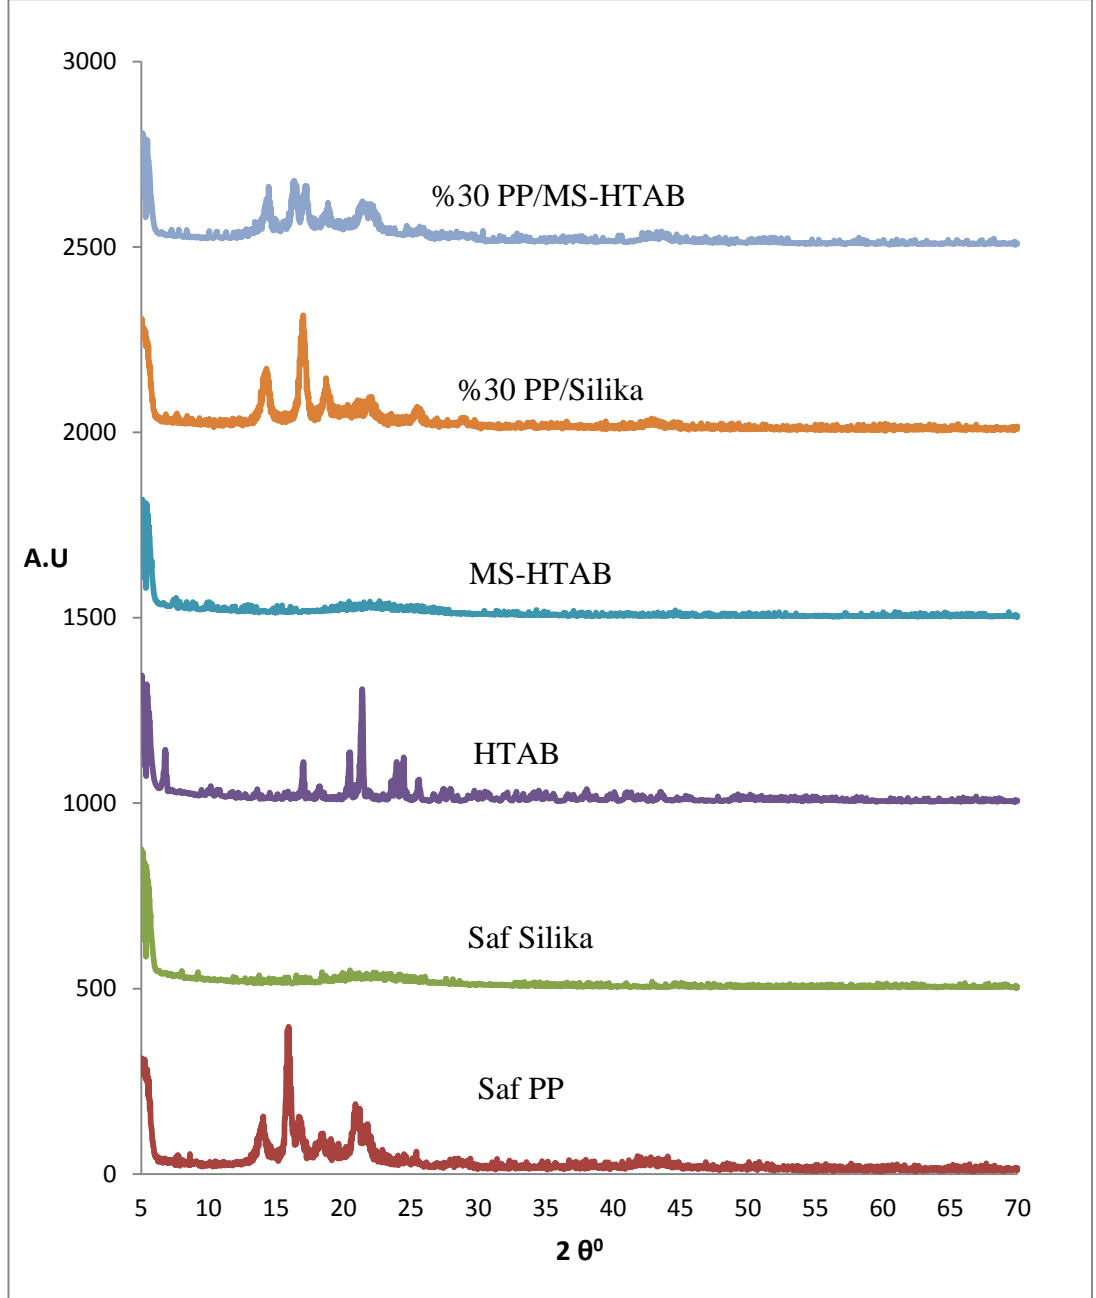 3000
%30 PP/MS-HTAB
2500
%30 PP/Silika
2000
A.U
MS-HTAB
1500
HTAB
1000
Saf Silika
500
Saf PP
0
5 10 15 20 25 30 35 40 45 50 55 60 65 70
2 θ⁰